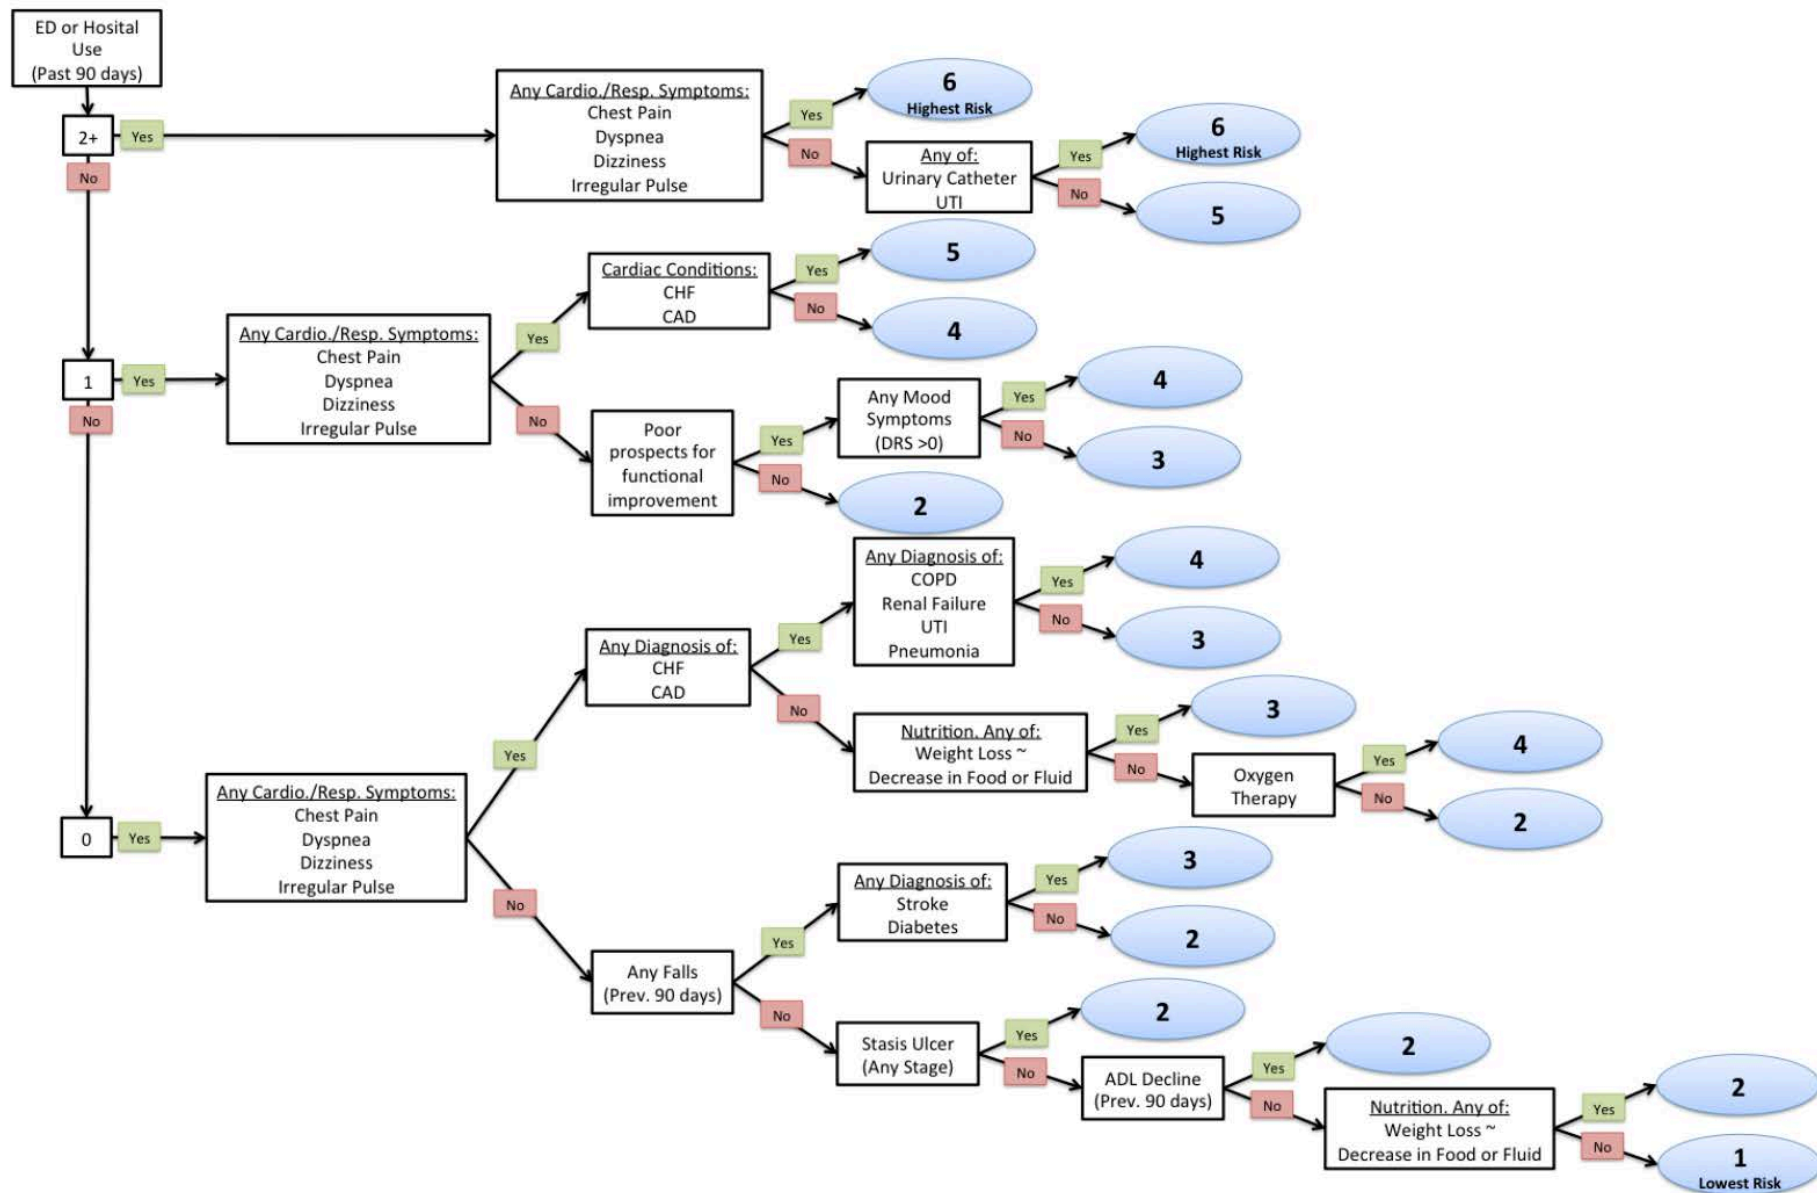 ED or Hosital
Use
(Past 90 days)
2+
Yes
No
Any Cardio./Resp. Symptoms:
Chest Pain
Dyspnea
Dizziness
Irregular Pulse
Yes
No
6
Highest Risk
Any of:
Urinary Catheter
UTI
Yes
No
6
Highest Risk
5
1
Yes
No
Any Cardio./Resp. Symptoms:
Chest Pain
Dyspnea
Dizziness
Irregular Pulse
Yes
No
Cardiac Conditions:
CHF
CAD
Yes
No
5
4
Poor
prospects for
functional
improvement
Yes
No
Any Mood
Symptoms
(DRS >0)
Yes
No
4
3
2
0
Yes
Any Cardio./Resp. Symptoms:
Chest Pain
Dyspnea
Dizziness
Irregular Pulse
Yes
No
Any Diagnosis of:
CHF
CAD
Yes
No
Any Diagnosis of:
COPD
Renal Failure
UTI
Pneumonia
Yes
No
4
3
Nutrition. Any of:
Weight Loss ~
Decrease in Food or Fluid
Yes
No
3
Oxygen
Therapy
Yes
No
4
2
Any Falls
(Prev. 90 days)
Yes
No
Any Diagnosis of:
Stroke
Diabetes
Yes
No
3
2
Stasis Ulcer
(Any Stage)
Yes
No
2
ADL Decline
(Prev. 90 days)
Yes
No
2
Nutrition. Any of:
Weight Loss ~
Decrease in Food or Fluid
Yes
No
2
1
Lowest Risk